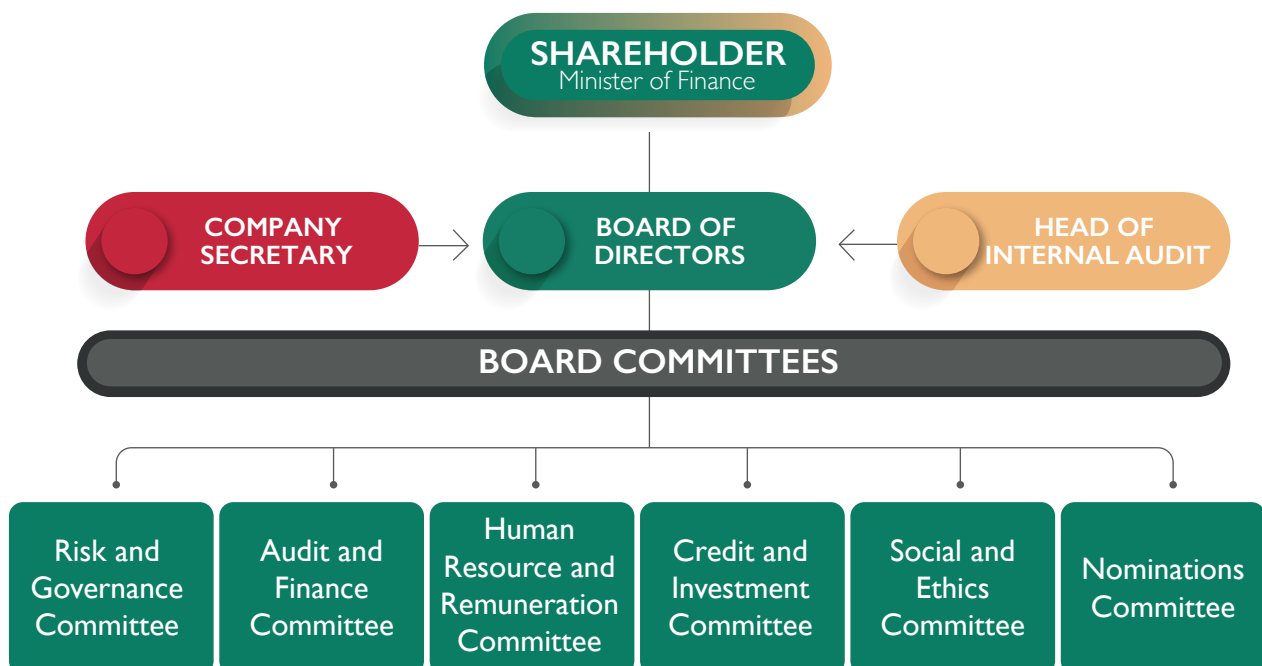 SHAREHOLDER
Minister of Finance
COMPANY
SECRETARY
BOARD OF
DIRECTORS
HEAD OF
INTERNAL AUDIT
BOARD COMMITTEES
Risk and
Governance
Committee
Audit and
Finance
Committee
Human
Resource and
Remuneration
Committee
Credit and
Investment
Committee
Social and
Ethics
Committee
Nominations
Committee